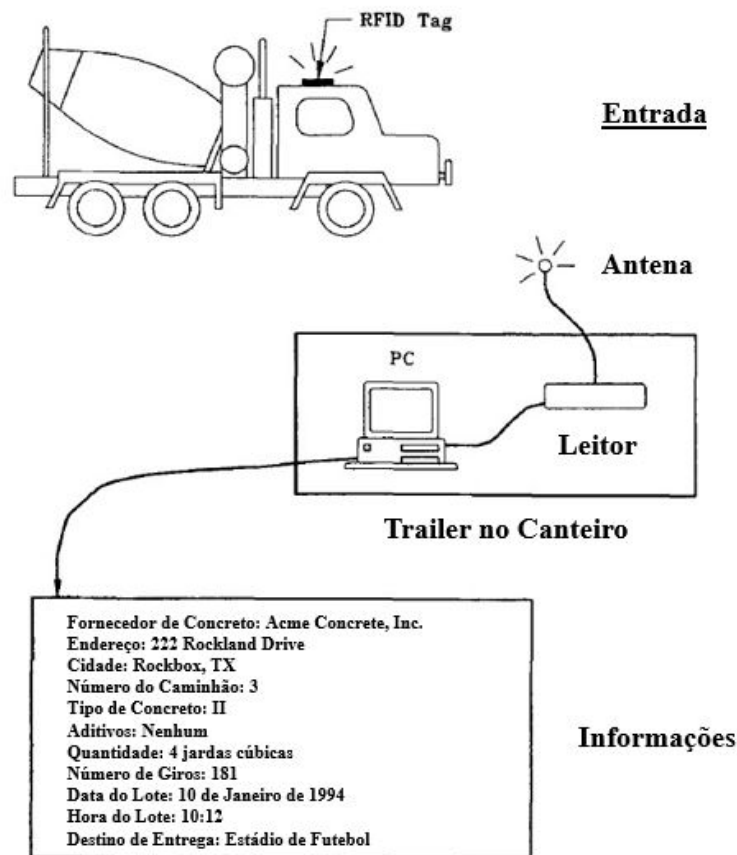 RFID Tag
Entrada
Antena
PC
Leitor
Trailer no Canteiro
Fornecedor de Concreto: Acme Concrete, Inc.
Endereço: 222 Rockland Drive
Cidade: Rockbox, TX
Número do Caminhão: 3
Tipo de Concreto: II
Aditivos: Nenhum
Quantidade: 4 jardas cúbicas
Número de Giros: 181
Data do Lote: 10 de Janeiro de 1994
Hora do Lote: 10:12
Destino de Entrega: Estádio de Futebol
Informações